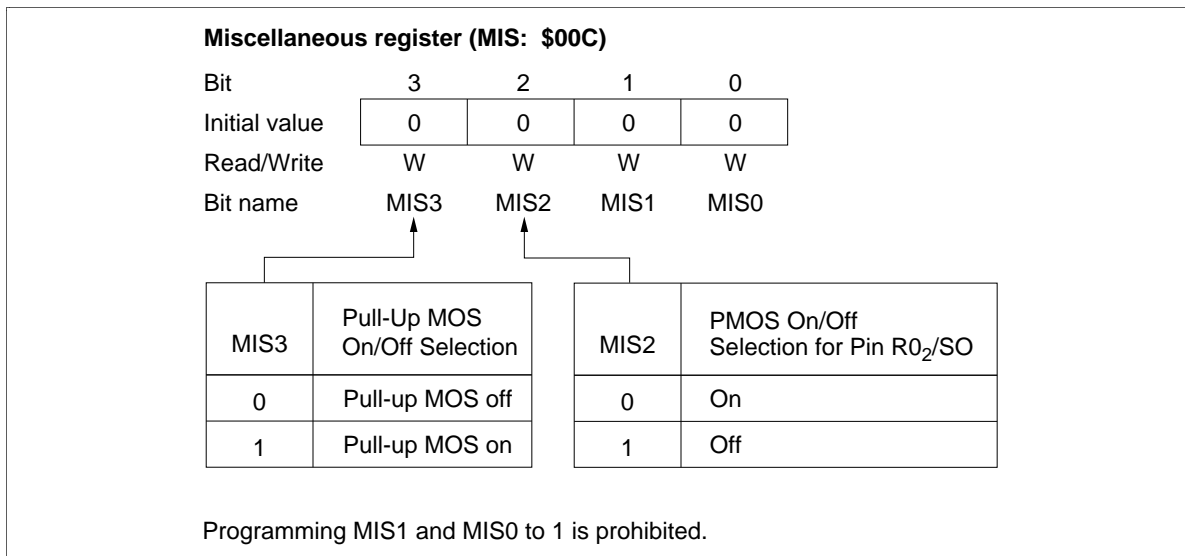 Miscellaneous register (MIS: $00C)
Bit 3 2 1 0
Initial value 0 0 0 0
Read/Write W W W W
Bit name MIS3 MIS2 MIS1 MIS0
MIS3 Pull-Up MOS
On/Off Selection
0 Pull-up MOS off
1 Pull-up MOS on
MIS2 PMOS On/Off
Selection for Pin R0₂/SO
0 On
1 Off
Programming MIS1 and MIS0 to 1 is prohibited.